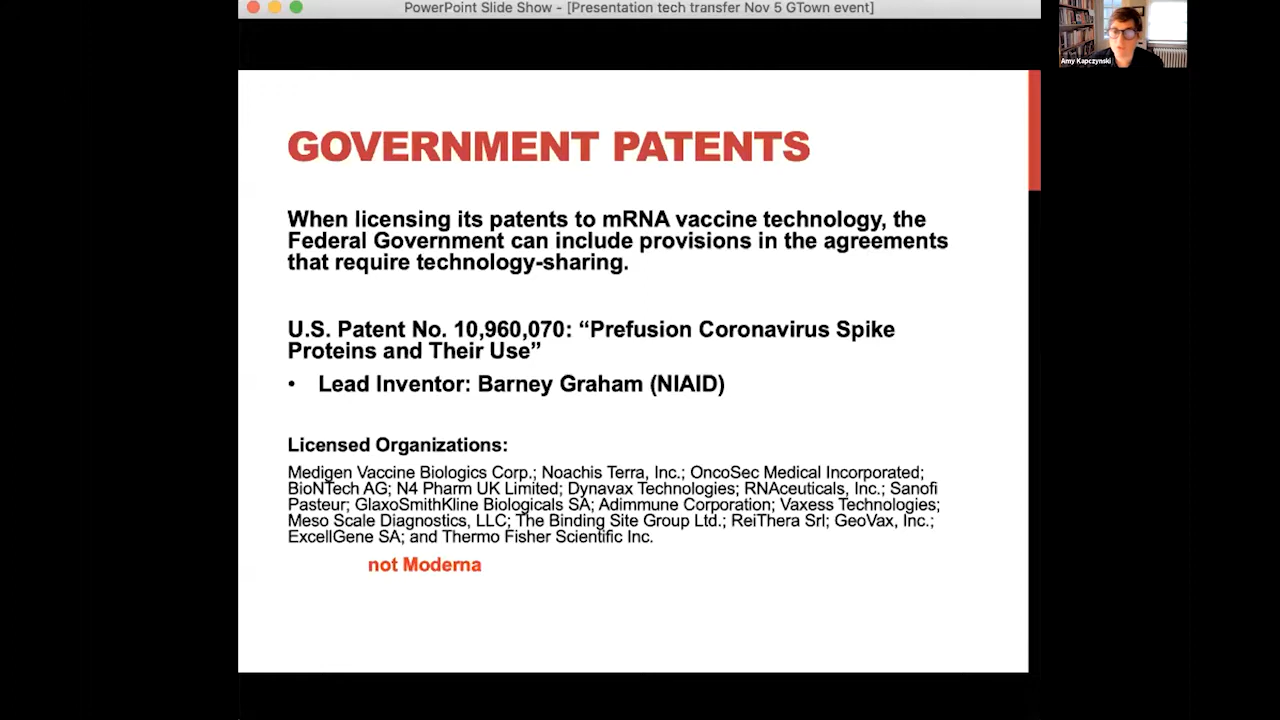 PowerPoint Slide Show - [Presentation tech transfer Nov 5 GTown event]
Amy Kapczynski
GOVERNMENT PATENTS
When licensing its patents to mRNA vaccine technology, the
Federal Government can include provisions in the agreements
that require technology-sharing.
U.S. Patent No. 10,960,070: “Prefusion Coronavirus Spike
Proteins and Their Use”
• Lead Inventor: Barney Graham (NIAID)
Licensed Organizations:
Medigen Vaccine Biologics Corp.; Noachis Terra, Inc.; OncoSec Medical Incorporated;
BioNTech AG; N4 Pharm UK Limited; Dynavax Technologies; RNAceuticals, Inc.; Sanofi
Pasteur; GlaxoSmithKline Biologicals SA; Adimmune Corporation; Vaxess Technologies;
Meso Scale Diagnostics, LLC; The Binding Site Group Ltd.; ReiThera Srl; GeoVax, Inc.;
ExcellGene SA; and Thermo Fisher Scientific Inc.
not Moderna